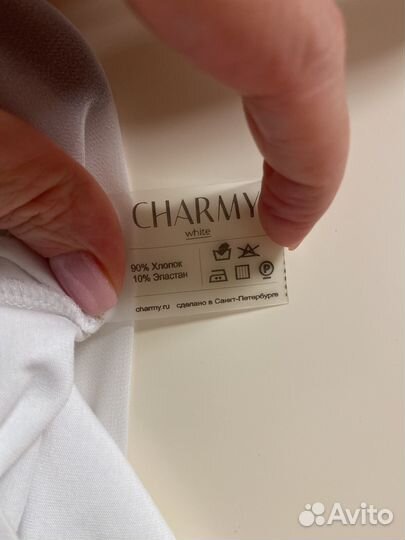 CHARMY
white
90% Хлопок
10% Эластан
P
charmy.ru сделано в Санкт-Петербурге
Avito